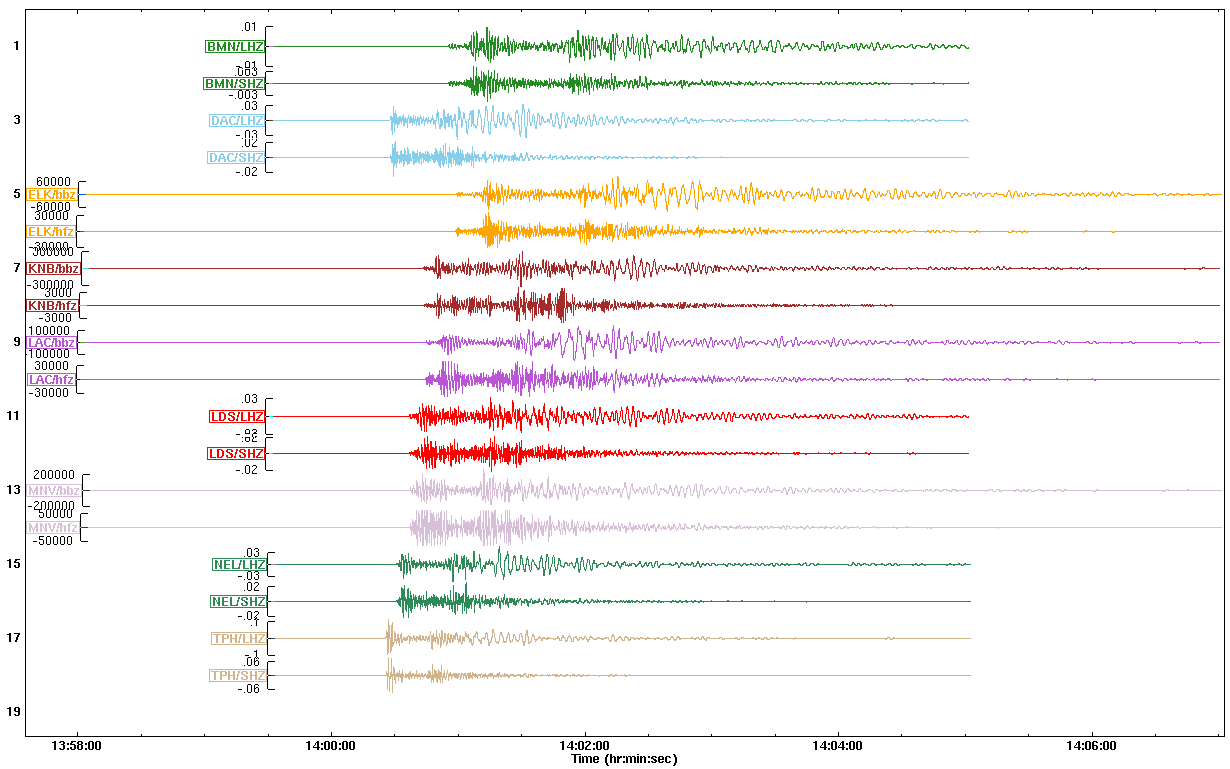 .01
1 BMN/LHZ
-.01
.003
BMN/SHZ
-.003
.03
3 DAC/LHZ
-.03
.02
DAC/SHZ
-.02
60000
5 ELK/bbz
-60000
30000
ELK/hfz
-30000
300000
7 KNB/bbz
-300000
3000
KNB/hfz
-3000
100000
9 LAC/bbz
100000
30000
LAC/hfz
-30000
.03
11 LDS/LHZ
-.03
LDS/SHZ
-.02
200000
13 MNV/bbz
-200000
50000
MNV/hfz
-50000
.03
15 NEL/LHZ
-.03
.02
NEL/SHZ
-.02
.1
17 TPH/LHZ
-.1
.06
TPH/SHZ
-.06
19
13:58:00 14:00:00 14:02:00 14:04:00 14:06:00
Time (hr:min:sec)